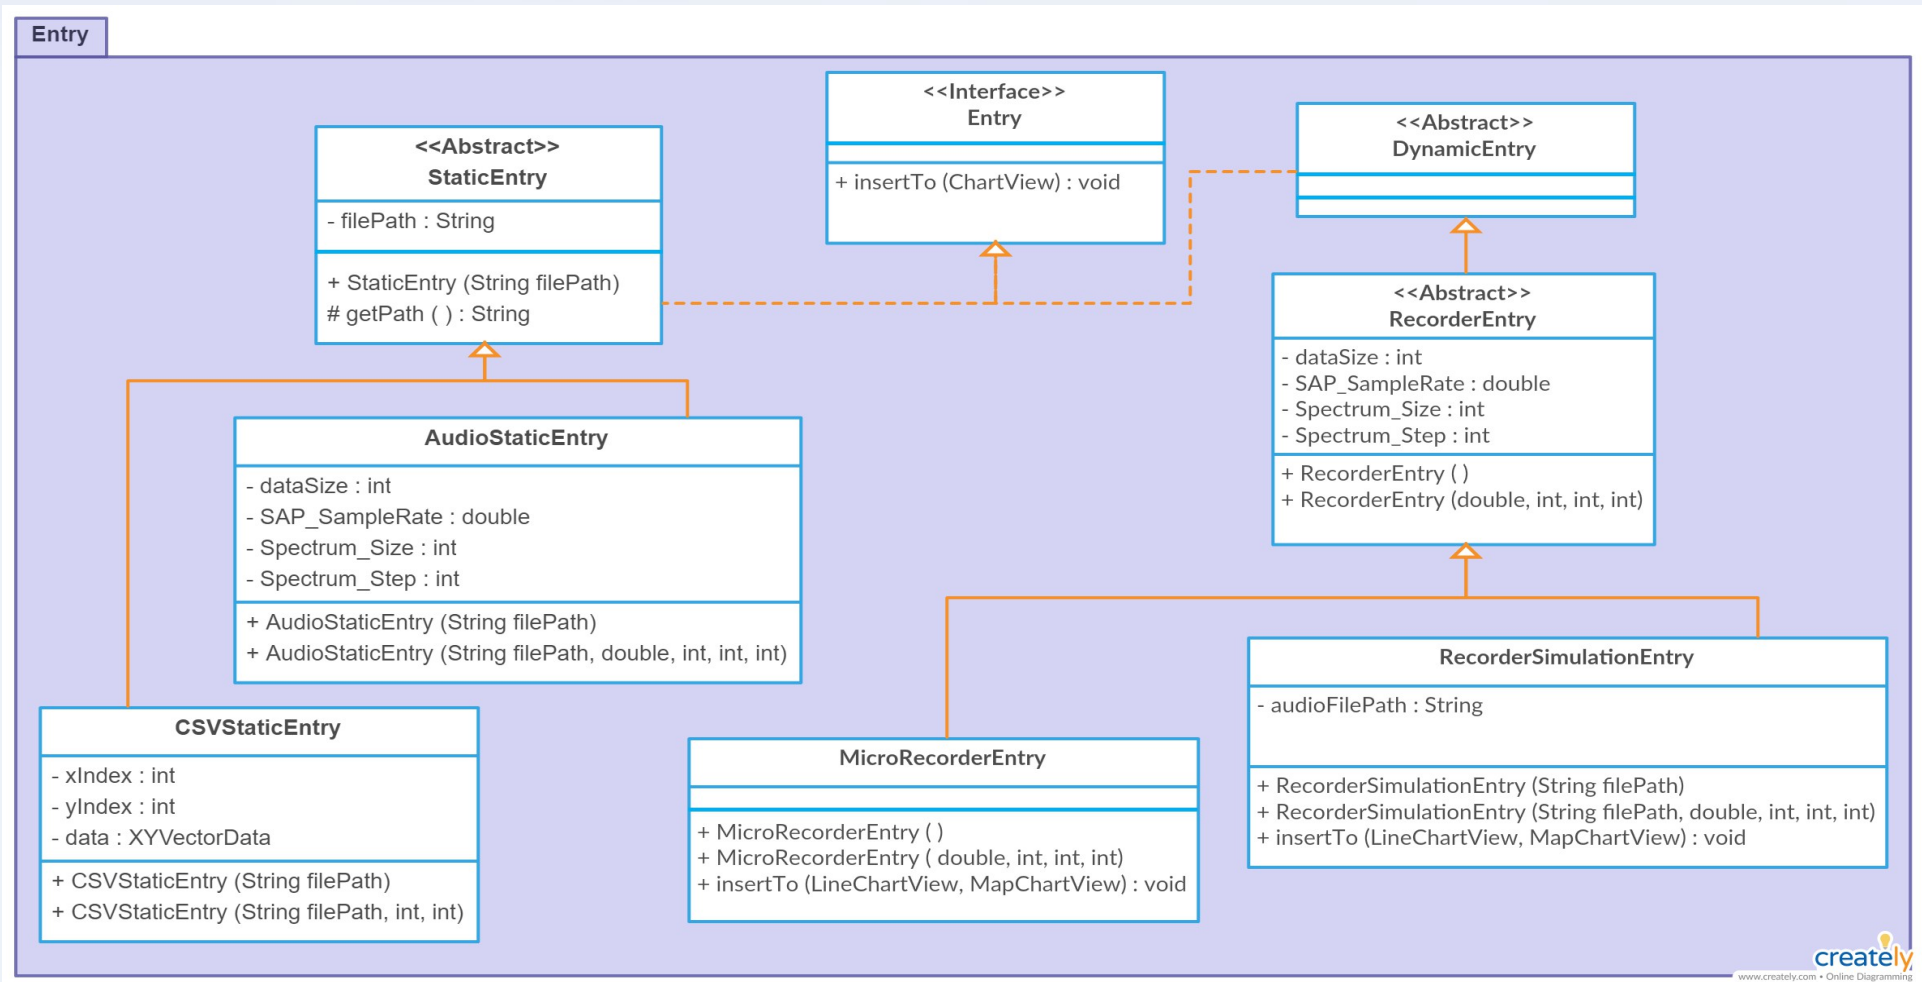 Entry
<<Interface>>
Entry
+ insertTo (ChartView) : void
<<Abstract>>
StaticEntry
- filePath : String
+ StaticEntry (String filePath)
# getPath ( ) : String
<<Abstract>>
DynamicEntry
<<Abstract>>
RecorderEntry
- dataSize : int
- SAP_SampleRate : double
- Spectrum_Size : int
- Spectrum_Step : int
+ RecorderEntry ( )
+ RecorderEntry (double, int, int, int)
AudioStaticEntry
- dataSize : int
- SAP_SampleRate : double
- Spectrum_Size : int
- Spectrum_Step : int
+ AudioStaticEntry (String filePath)
+ AudioStaticEntry (String filePath, double, int, int, int)
CSVStaticEntry
- xIndex : int
- yIndex : int
- data : XYVectorData
+ CSVStaticEntry (String filePath)
+ CSVStaticEntry (String filePath, int, int)
MicroRecorderEntry
+ MicroRecorderEntry ( )
+ MicroRecorderEntry ( double, int, int, int)
+ insertTo (LineChartView, MapChartView) : void
RecorderSimulationEntry
- audioFilePath : String
+ RecorderSimulationEntry (String filePath)
+ RecorderSimulationEntry (String filePath, double, int, int, int)
+ insertTo (LineChartView, MapChartView) : void
creately
www.creately.com • Online Diagramming